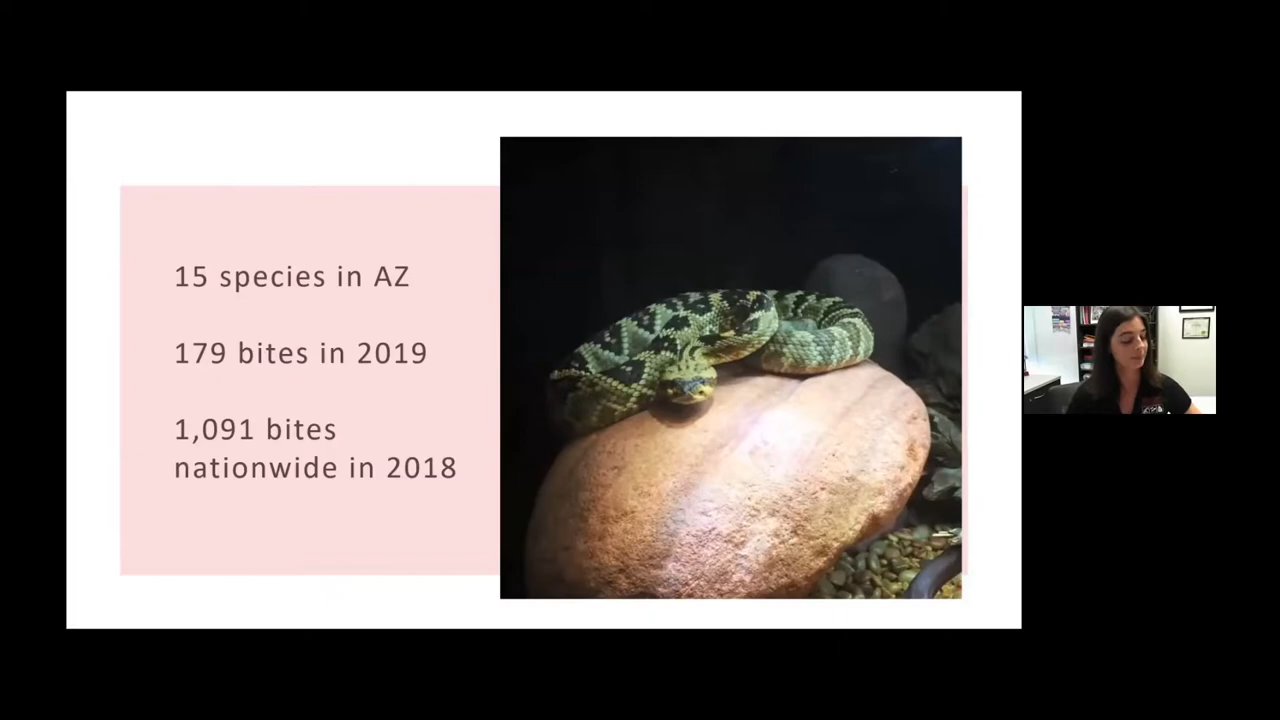 15 species in AZ
179 bites in 2019
1,091 bites
nationwide in 2018